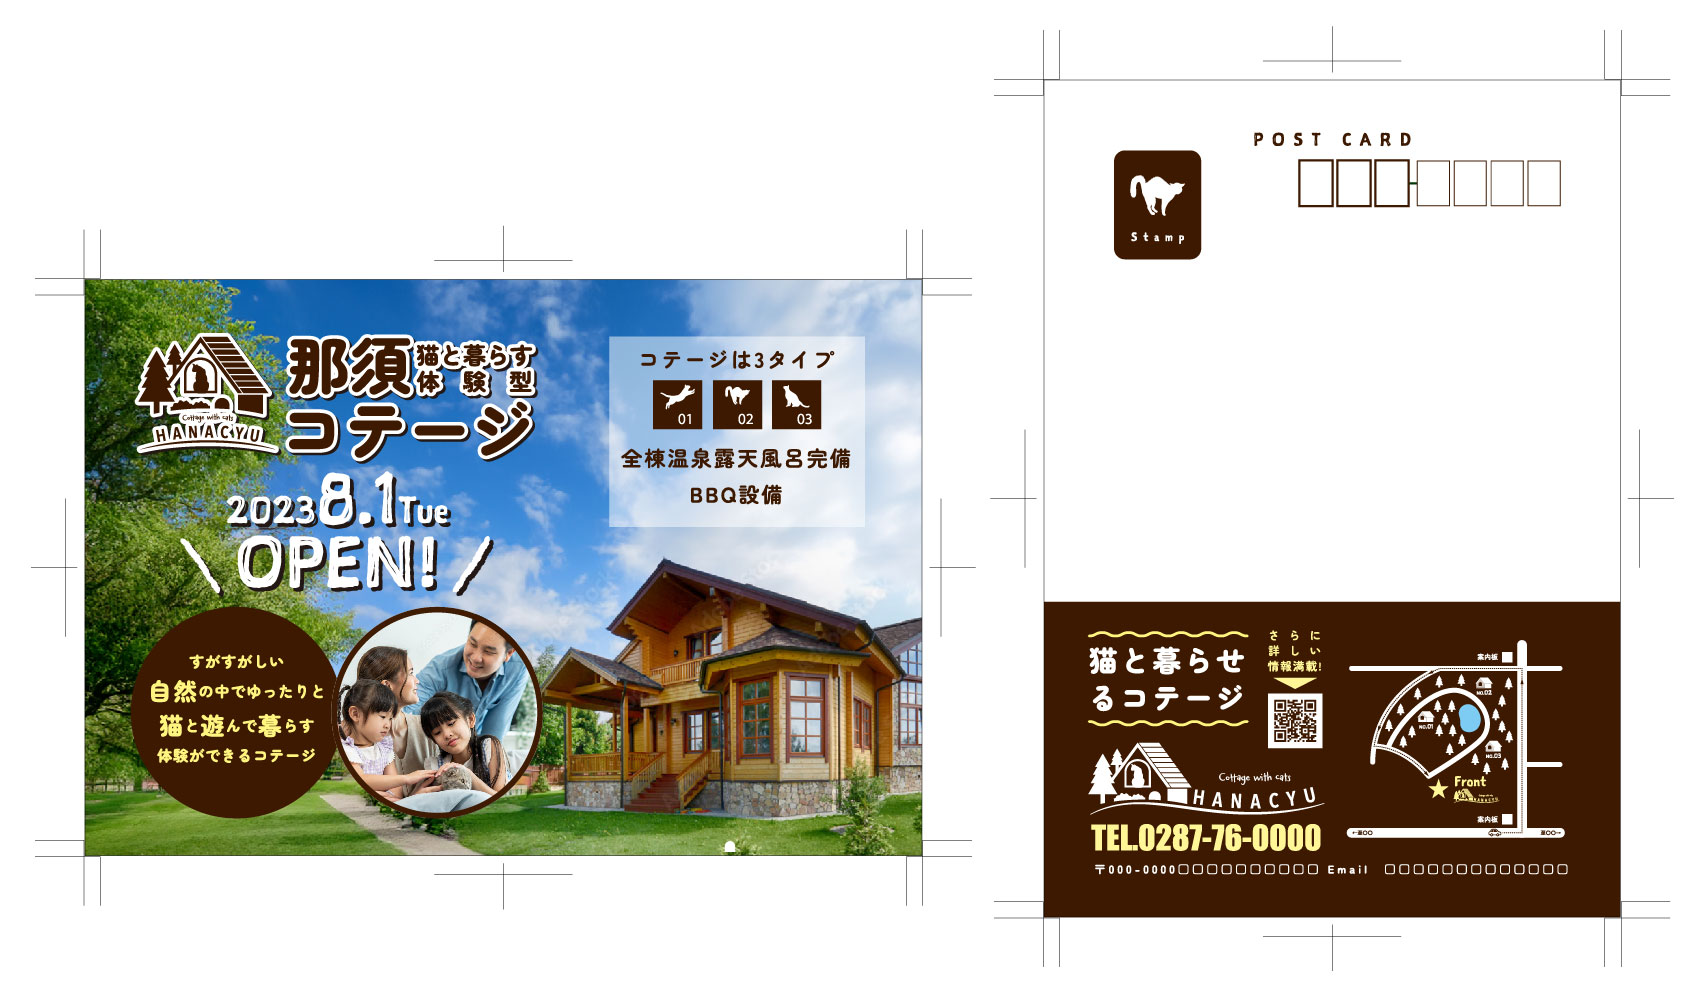 那須
猫と暮らす
体験型
コテージ
Cottage with cats
HANACYU
2023 8.1 Tue
\ OPEN! /
コテージは3タイプ
01
02
03
全棟温泉露天風呂完備
BBQ設備
すがすがしい
自然の中でゆったりと
猫と遊んで暮らす
体験ができるコテージ
POST CARD
Stamp
猫と暮らせ
るコテージ
さらに
詳しい
情報満載!
Cottage with cats
HANACYU
TEL.0287-76-0000
〒000-0000□□□□□□□□□□ Email □□□□□□□□□□□□□
案内板
NO.02
NO.01
NO.03
Front
HANACYU
案内板